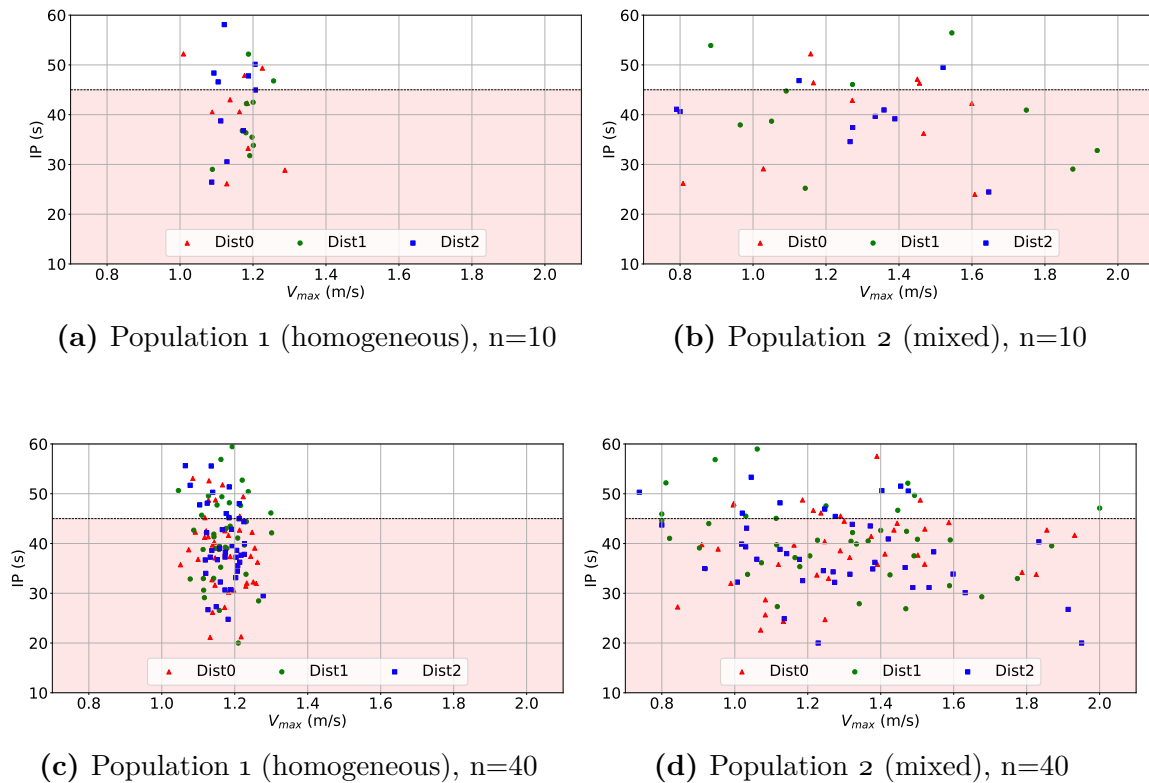 60
50
40
30
20
10
IP (s)
Dist0 Dist1 Dist2
0.8 1.0 1.2 1.4 1.6 1.8 2.0
Vmax (m/s)
(a) Population 1 (homogeneous), n=10
60
50
40
30
20
10
IP (s)
Dist0 Dist1 Dist2
0.8 1.0 1.2 1.4 1.6 1.8 2.0
Vmax (m/s)
(b) Population 2 (mixed), n=10
60
50
40
30
20
10
IP (s)
Dist0 Dist1 Dist2
0.8 1.0 1.2 1.4 1.6 1.8 2.0
Vmax (m/s)
(c) Population 1 (homogeneous), n=40
60
50
40
30
20
10
IP (s)
Dist0 Dist1 Dist2
0.8 1.0 1.2 1.4 1.6 1.8 2.0
Vmax (m/s)
(d) Population 2 (mixed), n=40